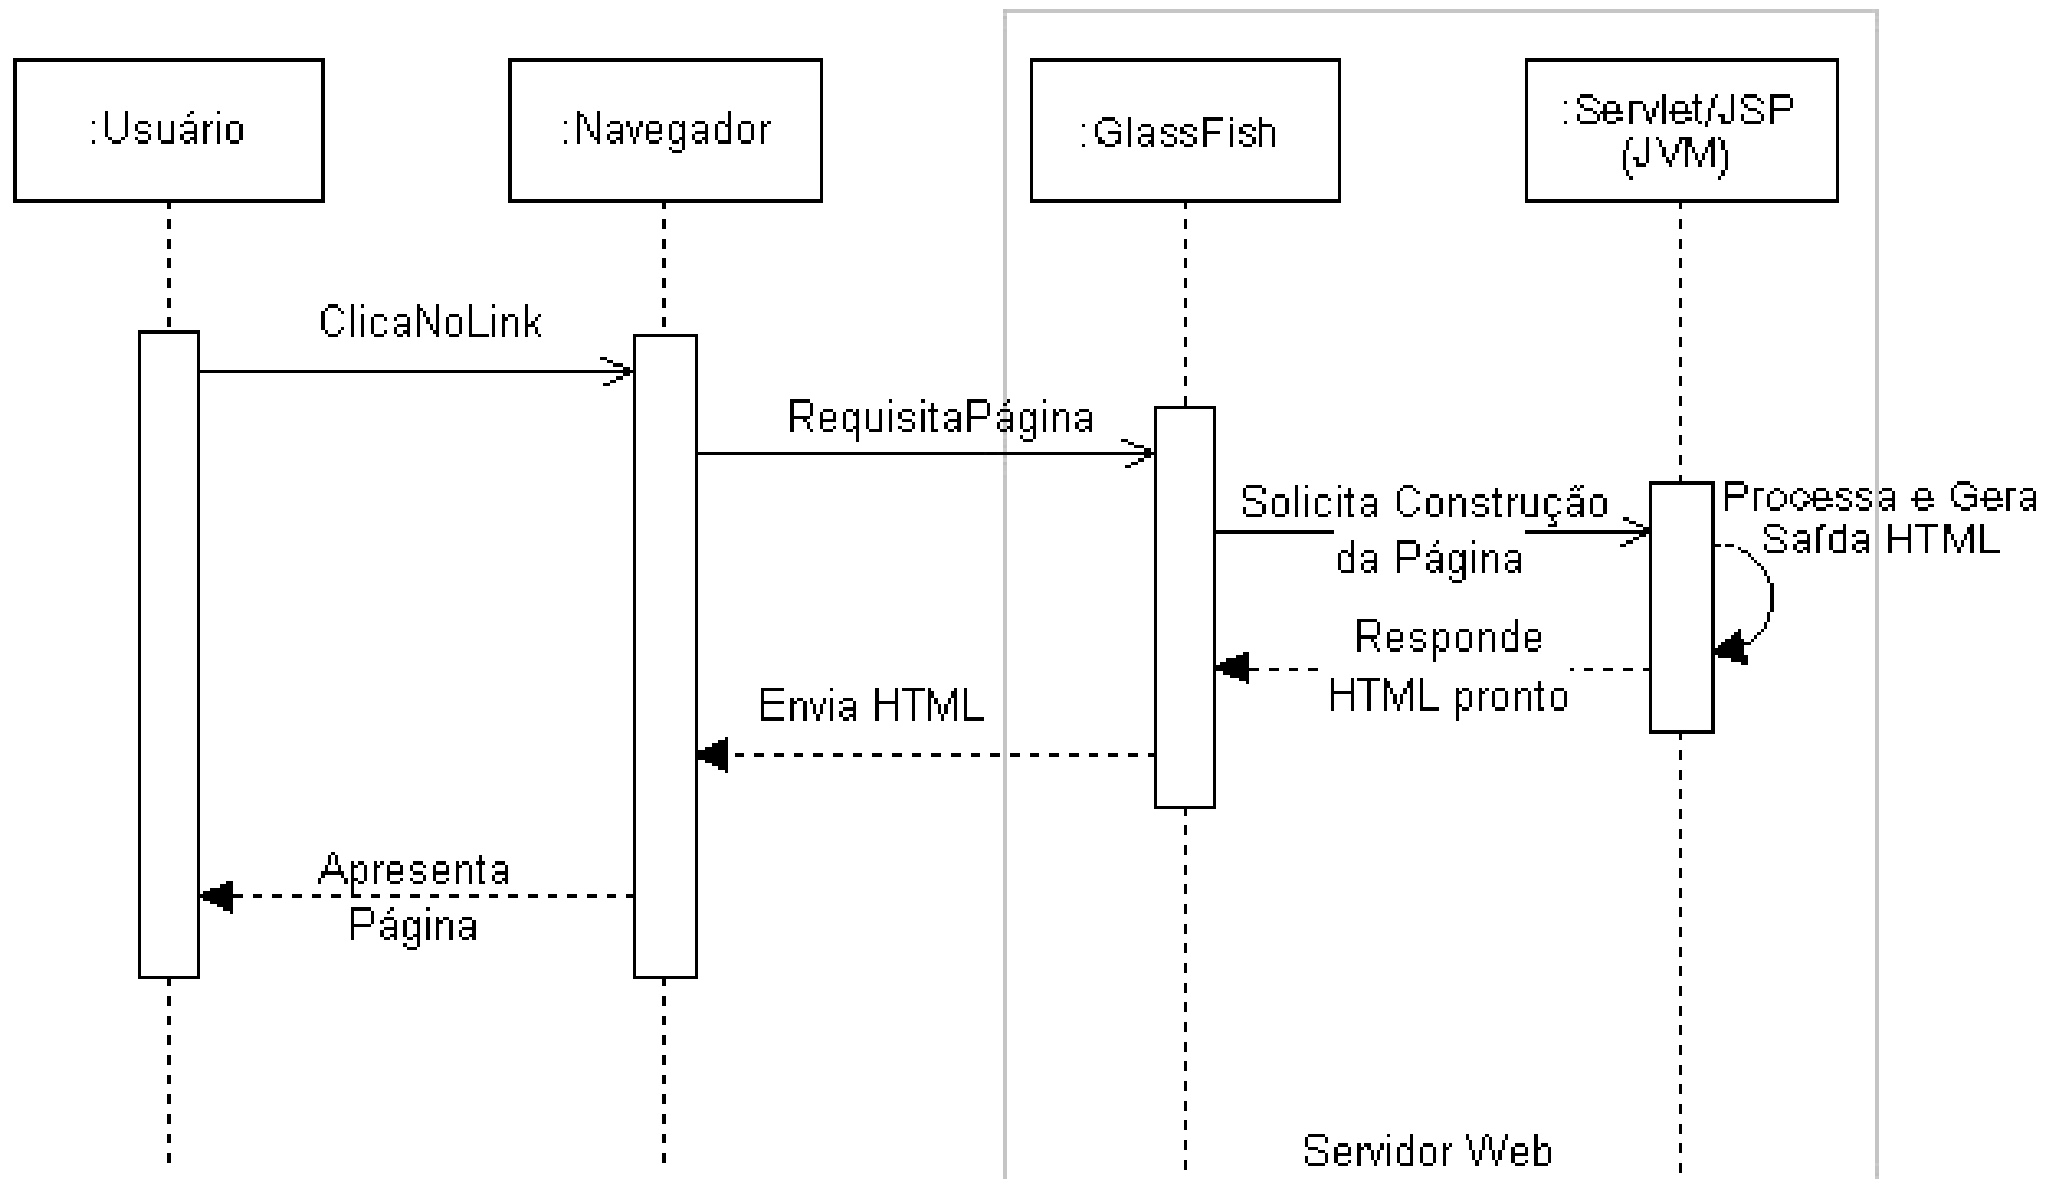 :Usuário
:Navegador
:GlassFish
:Servlet/JSP
(JVM)
ClicaNoLink
RequisitaPágina
Solicita Construção
da Página
Processa e Gera
Saída HTML
Responde
HTML pronto
Envia HTML
Apresenta
Página
Servidor Web